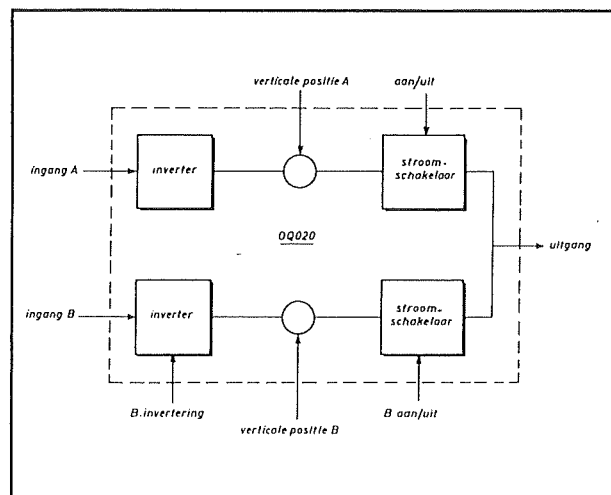 verticale positie A
aan/uit
ingang A
inverter
stroom-
schakelaar
OQ020
uitgang
ingang B
inverter
stroom-
schakelaar
B.invertering
verticale positie B
B aan/uit